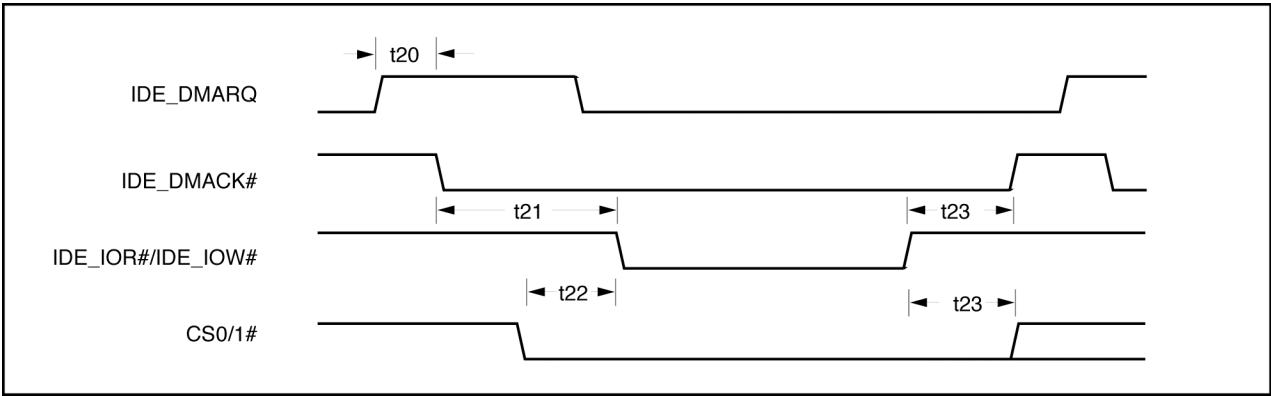 t20
IDE_DMARQ
IDE_DMACK#
t21
t23
IDE_IOR#/IDE_IOW#
t22
t23
CS0/1#